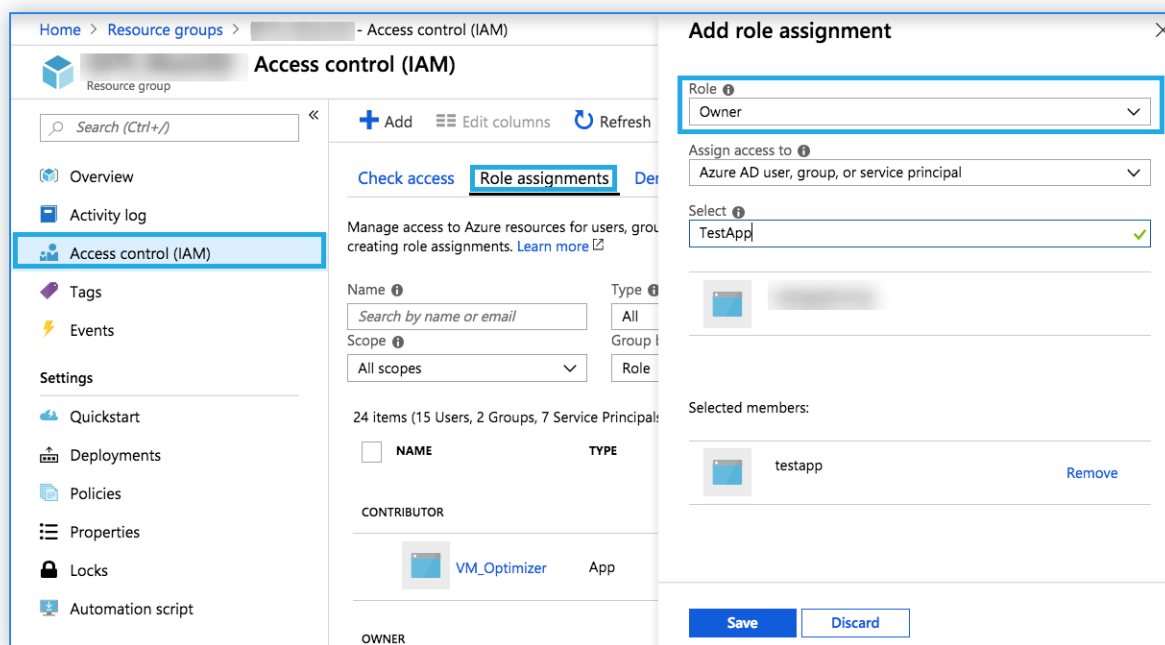 Home > Resource groups > - Access control (IAM)
Access control (IAM)
Resource group
Search (Ctrl+/)
«
Overview
Activity log
Access control (IAM)
Tags
Events
Settings
Quickstart
Deployments
Policies
Properties
Locks
Automation script
Add Edit columns Refresh
Check access Role assignments Der
Manage access to Azure resources for users, grou
creating role assignments. Learn more
Name Type
Search by name or email All
Scope Group b
All scopes Role
24 items (15 Users, 2 Groups, 7 Service Principals
NAME TYPE
CONTRIBUTOR
VM_Optimizer App
OWNER
Add role assignment
Role
Owner
Assign access to
Azure AD user, group, or service principal
Select
TestApp
Selected members:
testapp
Remove
Save Discard